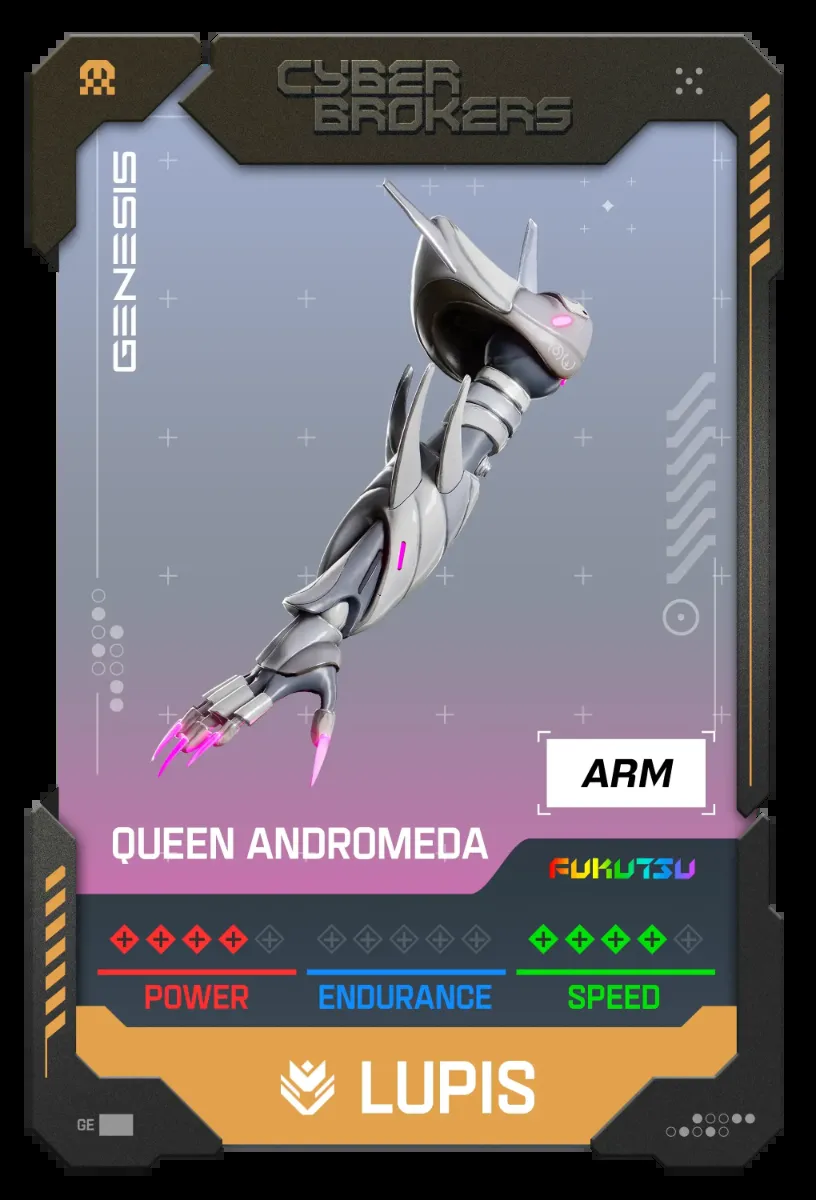 CYBER
BROKERS
GENESIS
ARM
QUEEN ANDROMEDA
FUKUTSU
POWER
ENDURANCE
SPEED
LUPIS
GE